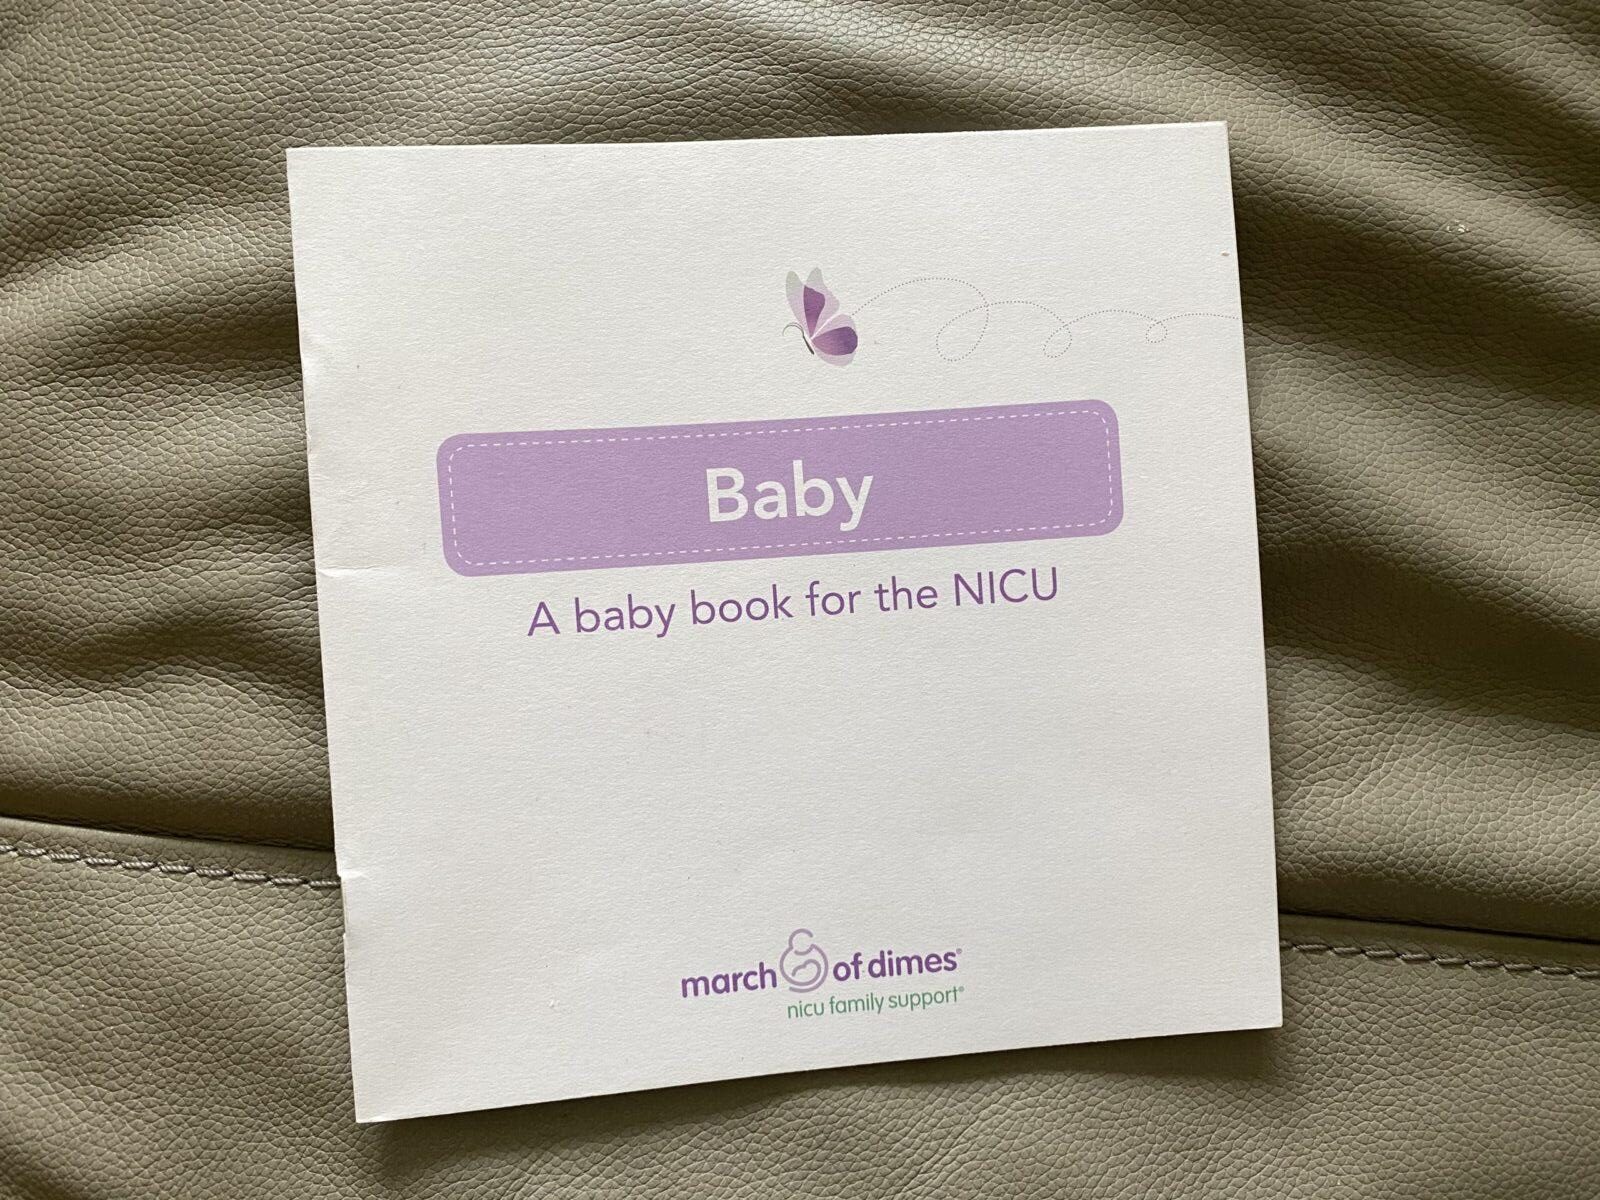 Baby
A baby book for the NICU
march of dimes®
nicu family support®